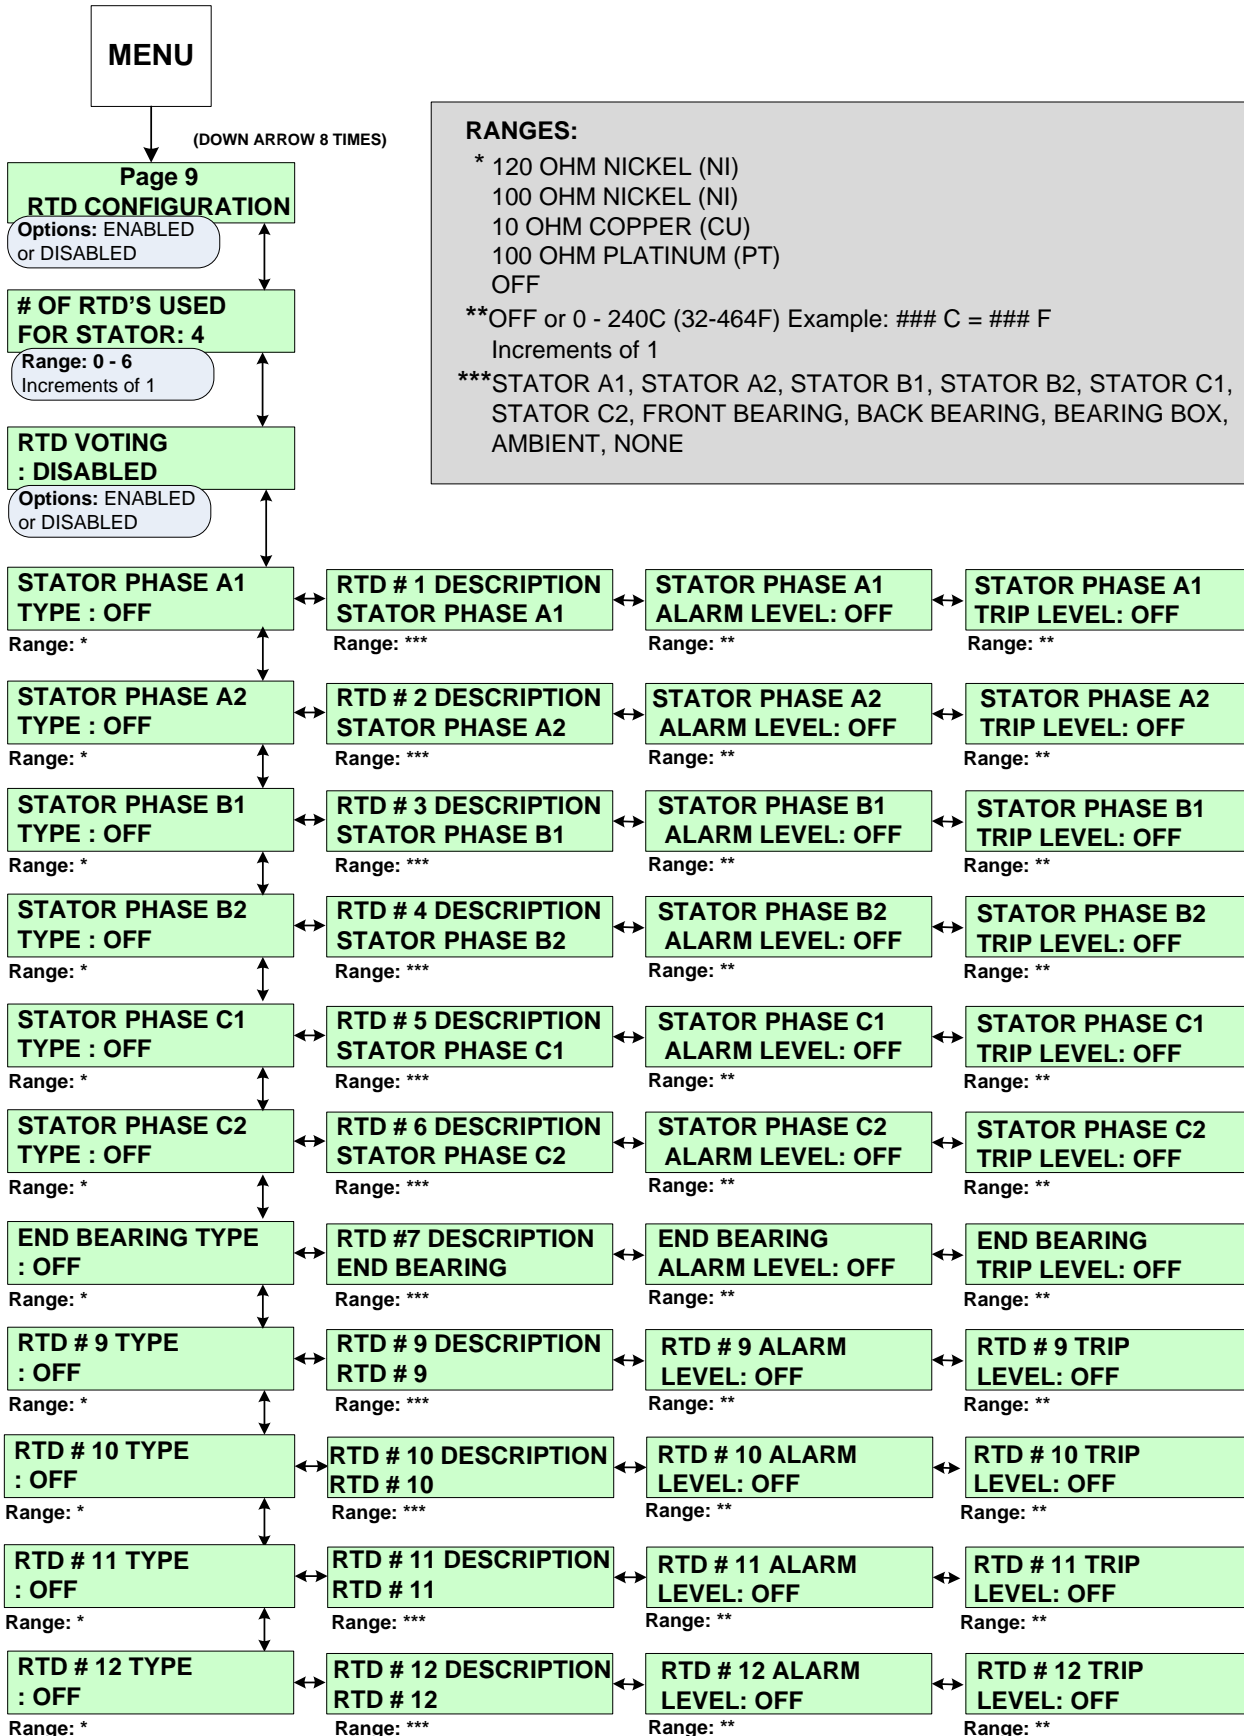 MENU
(DOWN ARROW 8 TIMES)
Page 9
RTD CONFIGURATION
Options: ENABLED
or DISABLED
# OF RTD'S USED
FOR STATOR: 4
Range: 0 - 6
Increments of 1
RTD VOTING
: DISABLED
Options: ENABLED
or DISABLED
RANGES:
* 120 OHM NICKEL (NI)
100 OHM NICKEL (NI)
10 OHM COPPER (CU)
100 OHM PLATINUM (PT)
OFF
**OFF or 0 - 240C (32-464F) Example: ### C = ### F
Increments of 1
***STATOR A1, STATOR A2, STATOR B1, STATOR B2, STATOR C1,
STATOR C2, FRONT BEARING, BACK BEARING, BEARING BOX,
AMBIENT, NONE
STATOR PHASE A1
TYPE : OFF
Range: *
RTD # 1 DESCRIPTION
STATOR PHASE A1
Range: ***
STATOR PHASE A1
ALARM LEVEL: OFF
Range: **
STATOR PHASE A1
TRIP LEVEL: OFF
Range: **
STATOR PHASE A2
TYPE : OFF
Range: *
RTD # 2 DESCRIPTION
STATOR PHASE A2
Range: ***
STATOR PHASE A2
ALARM LEVEL: OFF
Range: **
STATOR PHASE A2
TRIP LEVEL: OFF
Range: **
STATOR PHASE B1
TYPE : OFF
Range: *
RTD # 3 DESCRIPTION
STATOR PHASE B1
Range: ***
STATOR PHASE B1
ALARM LEVEL: OFF
Range: **
STATOR PHASE B1
TRIP LEVEL: OFF
Range: **
STATOR PHASE B2
TYPE : OFF
Range: *
RTD # 4 DESCRIPTION
STATOR PHASE B2
Range: ***
STATOR PHASE B2
ALARM LEVEL: OFF
Range: **
STATOR PHASE B2
TRIP LEVEL: OFF
Range: **
STATOR PHASE C1
TYPE : OFF
Range: *
RTD # 5 DESCRIPTION
STATOR PHASE C1
Range: ***
STATOR PHASE C1
ALARM LEVEL: OFF
Range: **
STATOR PHASE C1
TRIP LEVEL: OFF
Range: **
STATOR PHASE C2
TYPE : OFF
Range: *
RTD # 6 DESCRIPTION
STATOR PHASE C2
Range: ***
STATOR PHASE C2
ALARM LEVEL: OFF
Range: **
STATOR PHASE C2
TRIP LEVEL: OFF
Range: **
END BEARING TYPE
: OFF
Range: *
RTD #7 DESCRIPTION
END BEARING
Range: ***
END BEARING
ALARM LEVEL: OFF
Range: **
END BEARING
TRIP LEVEL: OFF
Range: **
RTD # 9 TYPE
: OFF
Range: *
RTD # 9 DESCRIPTION
RTD # 9
Range: ***
RTD # 9 ALARM
LEVEL: OFF
Range: **
RTD # 9 TRIP
LEVEL: OFF
Range: **
RTD # 10 TYPE
: OFF
Range: *
RTD # 10 DESCRIPTION
RTD # 10
Range: ***
RTD # 10 ALARM
LEVEL: OFF
Range: **
RTD # 10 TRIP
LEVEL: OFF
Range: **
RTD # 11 TYPE
: OFF
Range: *
RTD # 11 DESCRIPTION
RTD # 11
Range: ***
RTD # 11 ALARM
LEVEL: OFF
Range: **
RTD # 11 TRIP
LEVEL: OFF
Range: **
RTD # 12 TYPE
: OFF
Range: *
RTD # 12 DESCRIPTION
RTD # 12
Range: ***
RTD # 12 ALARM
LEVEL: OFF
Range: **
RTD # 12 TRIP
LEVEL: OFF
Range: **